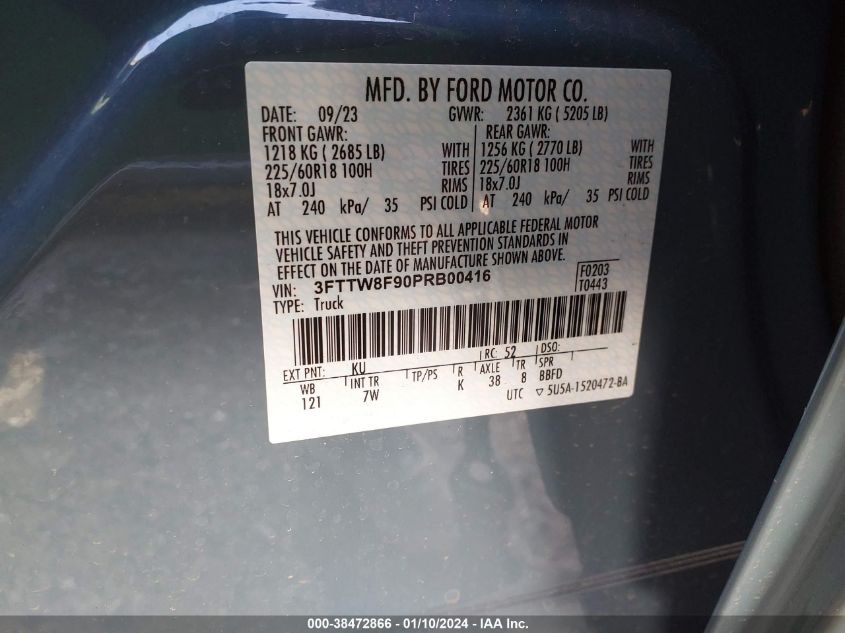 MFD. BY FORD MOTOR CO.
DATE: 09/23 GVWR: 2361 KG ( 5205 LB)
FRONT GAWR: REAR GAWR:
1218 KG ( 2685 LB) WITH 1256 KG ( 2770 LB) WITH
225/60R18 100H TIRES 225/60R18 100H TIRES
18x7.0J RIMS 18x7.0J RIMS
AT 240 kPa/ 35 PSI COLD AT 240 kPa/ 35 PSI COLD
THIS VEHICLE CONFORMS TO ALL APPLICABLE FEDERAL MOTOR
VEHICLE SAFETY AND THEFT PREVENTION STANDARDS IN
EFFECT ON THE DATE OF MANUFACTURE SHOWN ABOVE.
VIN: 3FTTW8F90PRB00416 F0203
TYPE: Truck T0443
EXT PNT: KU RC: 52 DSO:
WB INT TR TP/PS R AXLE TR SPR
121 7W K 38 8 BBFD
UTC ▽ 5U5A-1520472-BA
000-38472866 - 01/10/2024 - IAA Inc.